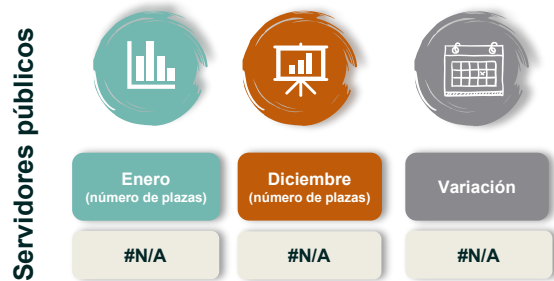 Servidores públicos
Enero
(número de plazas)
Diciembre
(número de plazas)
Variación
#N/A
#N/A
#N/A